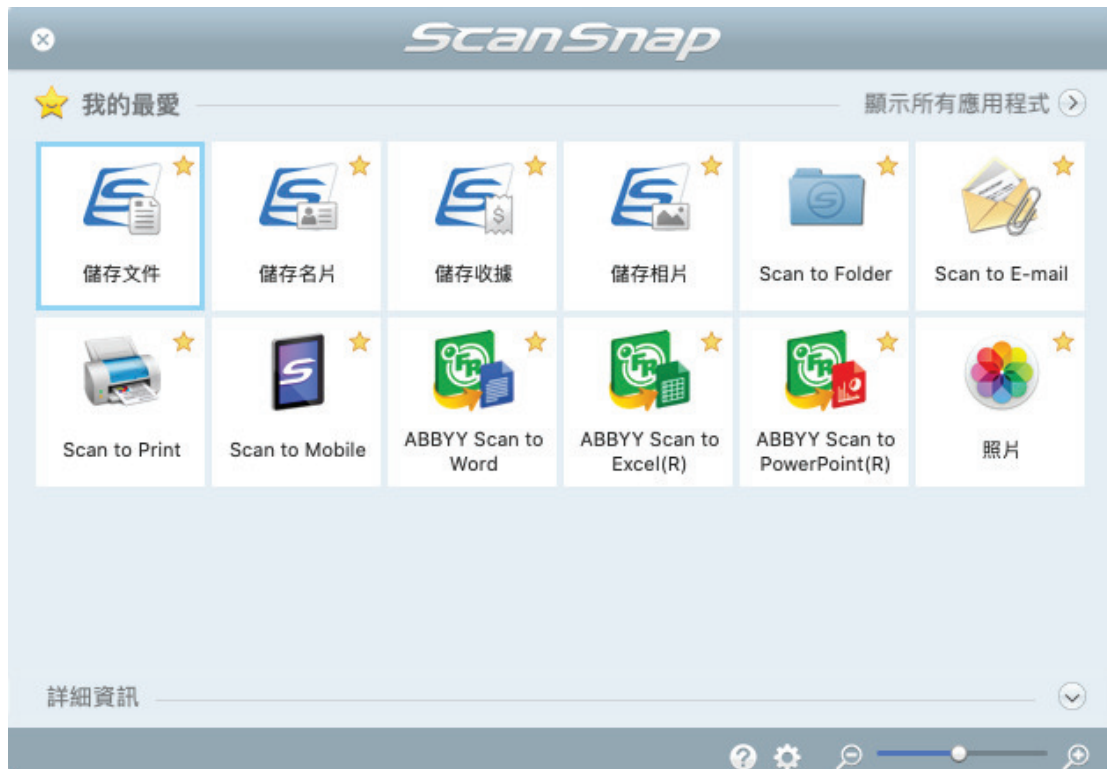 ScanSnap
我的最愛
顯示所有應用程式
儲存文件
儲存名片
儲存收據
儲存相片
Scan to Folder
Scan to E-mail
Scan to Print
Scan to Mobile
ABBYY Scan to
Word
ABBYY Scan to
Excel(R)
ABBYY Scan to
PowerPoint(R)
照片
詳細資訊